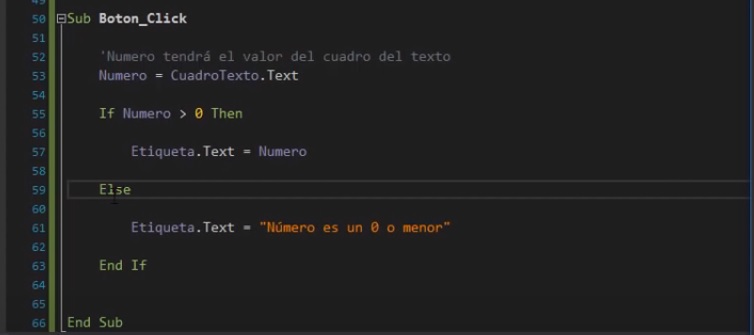 49
50 Sub Boton_Click
51
52 'Numero tendrá el valor del cuadro del texto
53 Numero = CuadroTexto.Text
54
55 If Numero > 0 Then
56
57 Etiqueta.Text = Numero
58
59 Else
60
61 Etiqueta.Text = "Número es un 0 o menor"
62
63 End If
64
65
66 End Sub